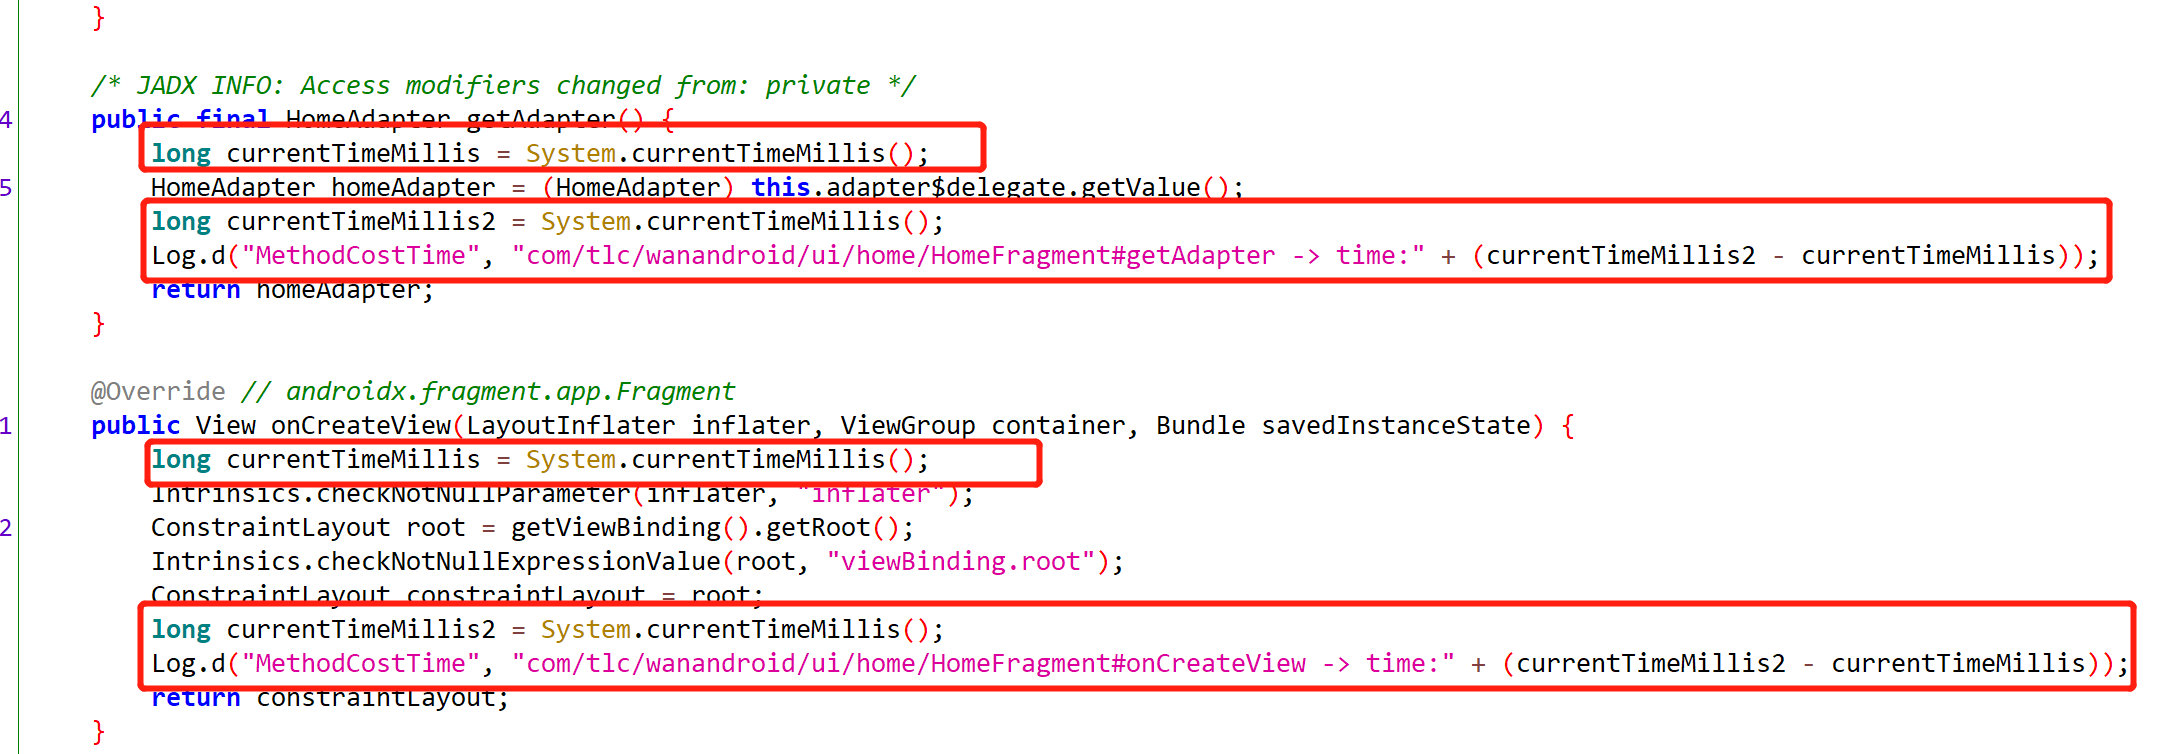 }
/* JADX INFO: Access modifiers changed from: private */
4 public final HomeAdapter getAdapter() {
long currentTimeMillis = System.currentTimeMillis();
5 HomeAdapter homeAdapter = (HomeAdapter) this.adapter$delegate.getValue();
long currentTimeMillis2 = System.currentTimeMillis();
Log.d("MethodCostTime", "com/tlc/wanandroid/ui/home/HomeFragment#getAdapter -> time:" + (currentTimeMillis2 - currentTimeMillis));
return homeAdapter;
}
@Override // androidx.fragment.app.Fragment
1 public View onCreateView(LayoutInflater inflater, ViewGroup container, Bundle savedInstanceState) {
long currentTimeMillis = System.currentTimeMillis();
Intrinsics.checkNotNullParameter(inflater, "inflater");
2 ConstraintLayout root = getViewBinding().getRoot();
Intrinsics.checkNotNullExpressionValue(root, "viewBinding.root");
ConstraintLayout constraintLayout = root;
long currentTimeMillis2 = System.currentTimeMillis();
Log.d("MethodCostTime", "com/tlc/wanandroid/ui/home/HomeFragment#onCreateView -> time:" + (currentTimeMillis2 - currentTimeMillis));
return constraintLayout;
}